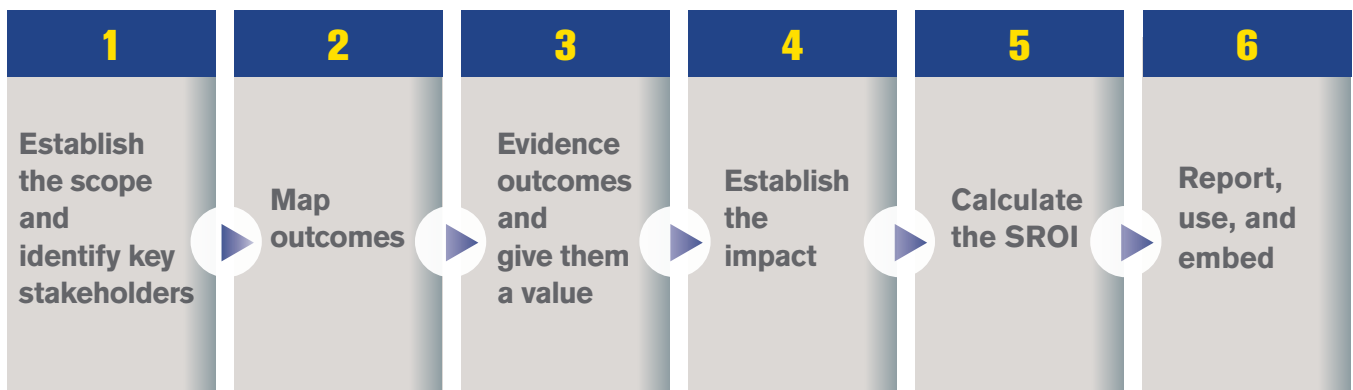 1
Establish
the scope
and
identify key
stakeholders
2
Map
outcomes
3
Evidence
outcomes
and
give them
a value
4
Establish
the
impact
5
Calculate
the SROI
6
Report,
use, and
embed